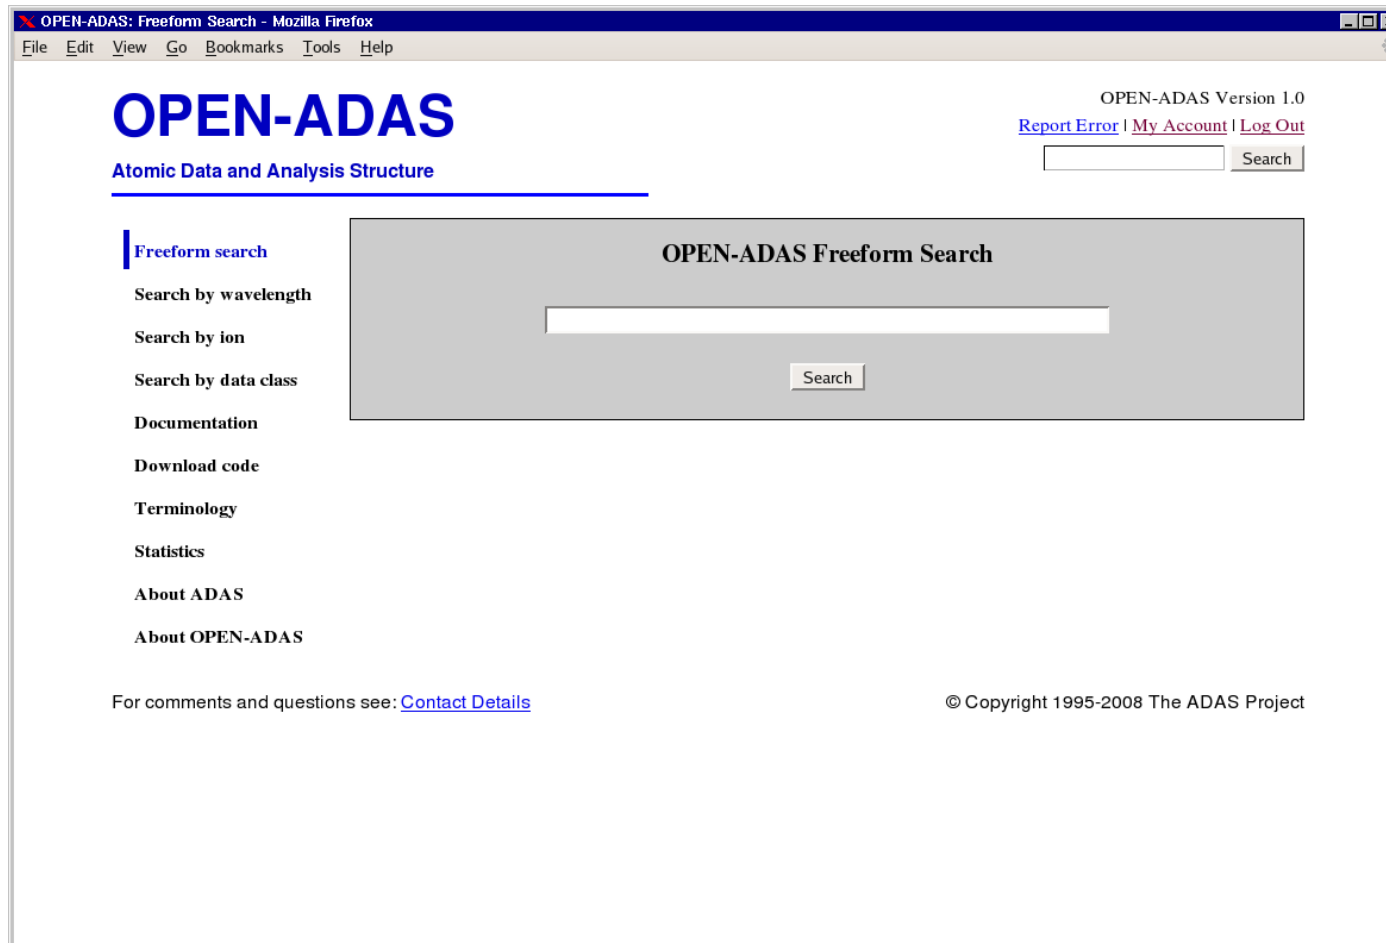 OPEN-ADAS: Freeform Search - Mozilla Firefox
File Edit View Go Bookmarks Tools Help
OPEN-ADAS
Atomic Data and Analysis Structure
OPEN-ADAS Version 1.0
Report Error | My Account | Log Out
Search
Freeform search
Search by wavelength
Search by ion
Search by data class
Documentation
Download code
Terminology
Statistics
About ADAS
About OPEN-ADAS
OPEN-ADAS Freeform Search
Search
For comments and questions see: Contact Details
© Copyright 1995-2008 The ADAS Project